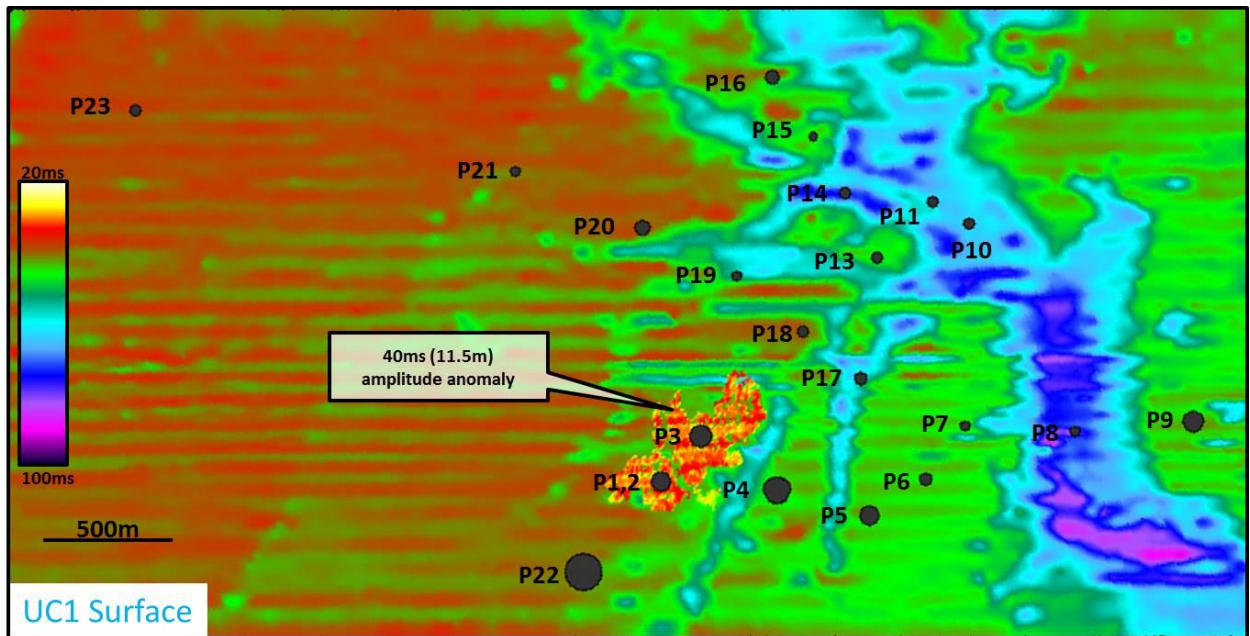 P16
P23
P15
20ms
P21
P14
P11
P20
P10
P13
P19
P18
40ms (11.5m)
amplitude anomaly
P17
P7
P9
P3
P8
100ms
P1,2
P4
P6
P5
500m
P22
UC1 Surface